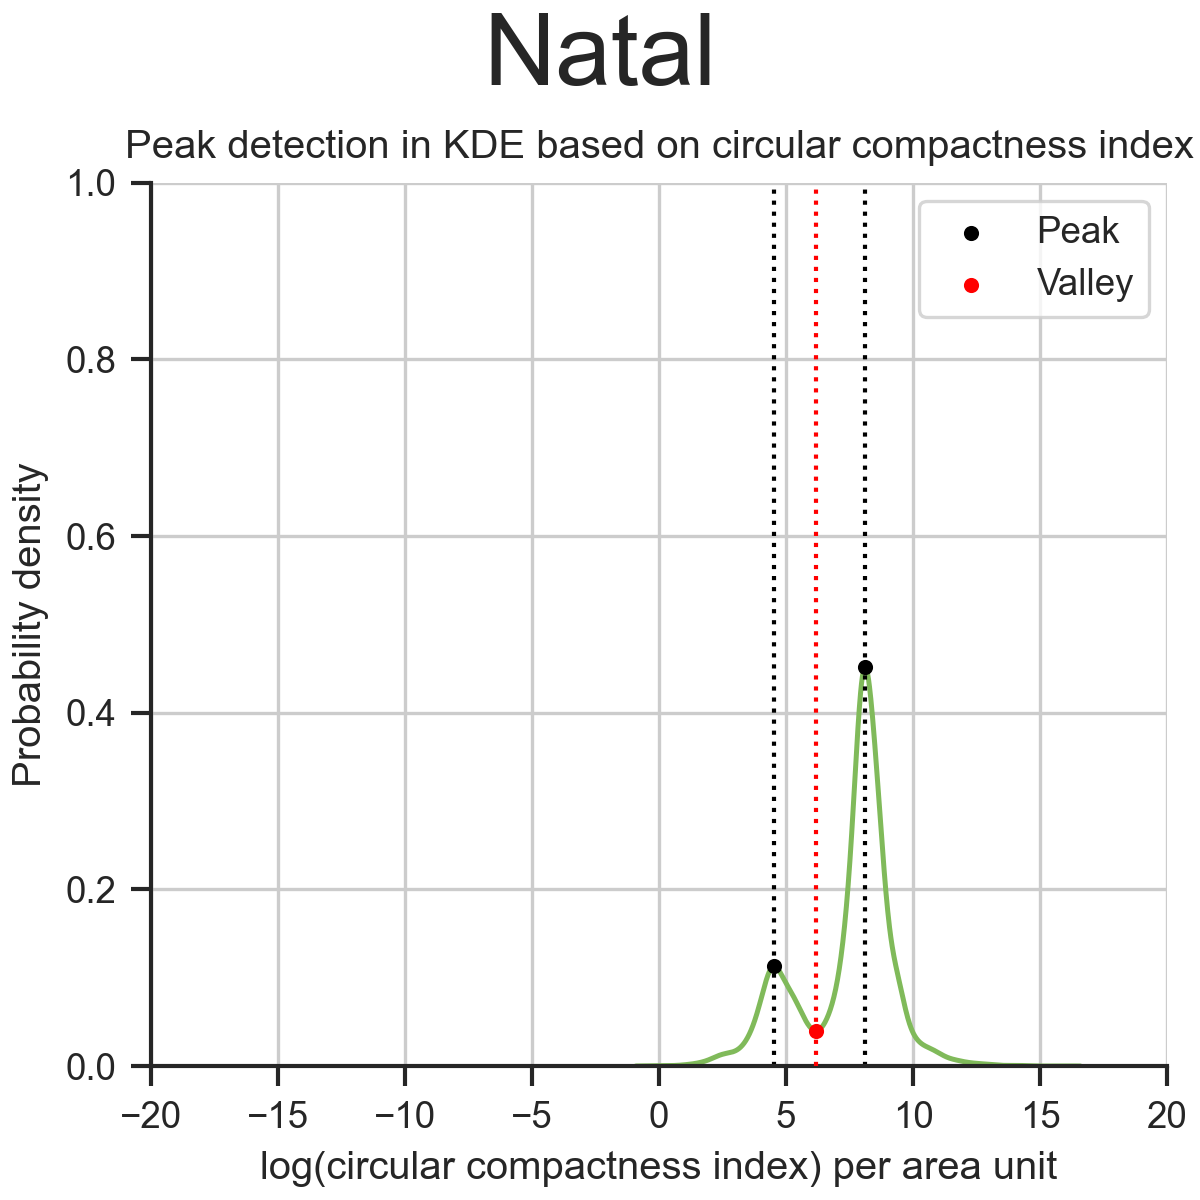 Natal
Peak detection in KDE based on circular compactness index
1.0
0.8
0.6
0.4
0.2
0.0
Probability density
Peak
Valley
−20 −15 −10 −5 0 5 10 15 20
log(circular compactness index) per area unit